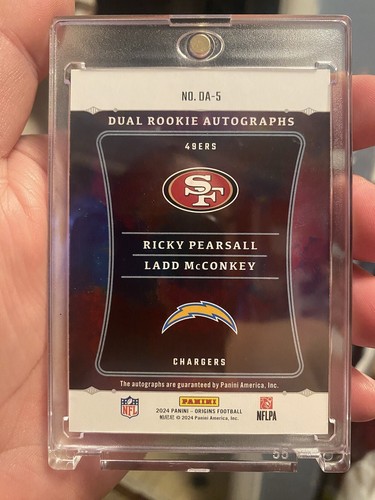 NO. DA-5
DUAL ROOKIE AUTOGRAPHS
49ERS
SF
RICKY PEARSALL
LADD McCONKEY
CHARGERS
The autographs are guaranteed by Panini America, Inc.
NFL
PANINI
2024 PANINI - ORIGINS FOOTBALL
© 2024 Panini America, Inc.
NFLPA